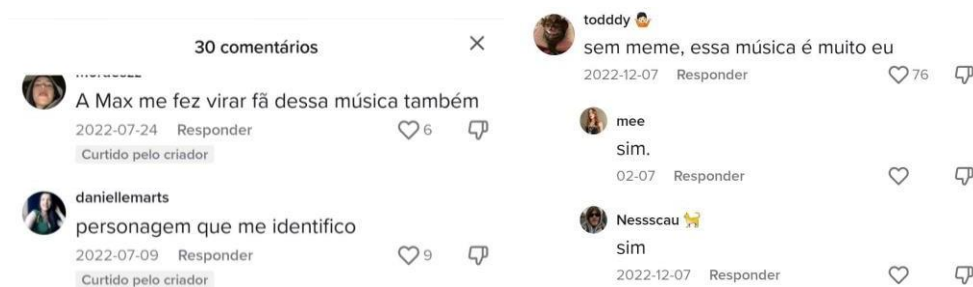 30 comentários
A Max me fez virar fã dessa música também
2022-07-24 Responder 6
Curtido pelo criador
daniellemarts
personagem que me identifico
2022-07-09 Responder 9
Curtido pelo criador
todddy
sem meme, essa música é muito eu
2022-12-07 Responder 76
mee
sim.
02-07 Responder
Nessscau
sim
2022-12-07 Responder